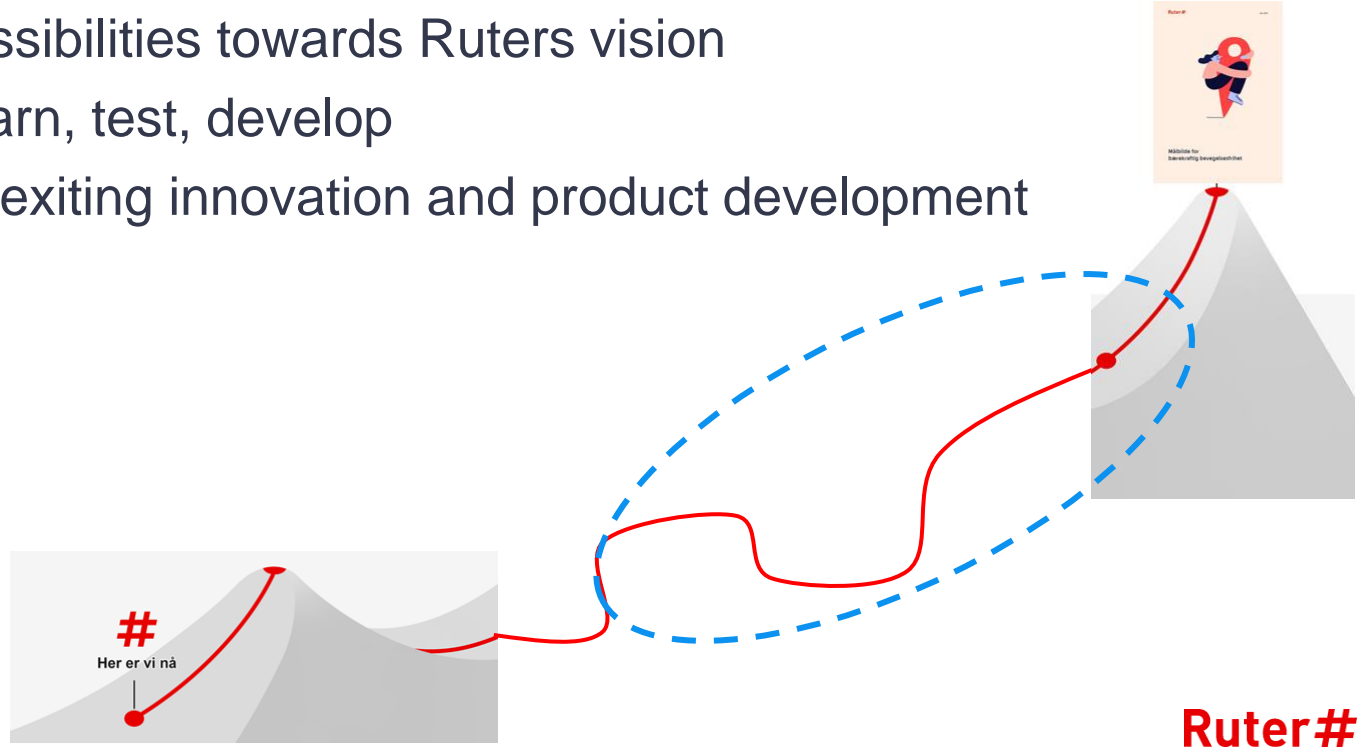 ssibilities towards Ruters vision
arn, test, develop
exiting innovation and product development
Ruter#
Målbilde for
bærekraftig bevegelsesfrihet
#
Her er vi nå
Ruter#